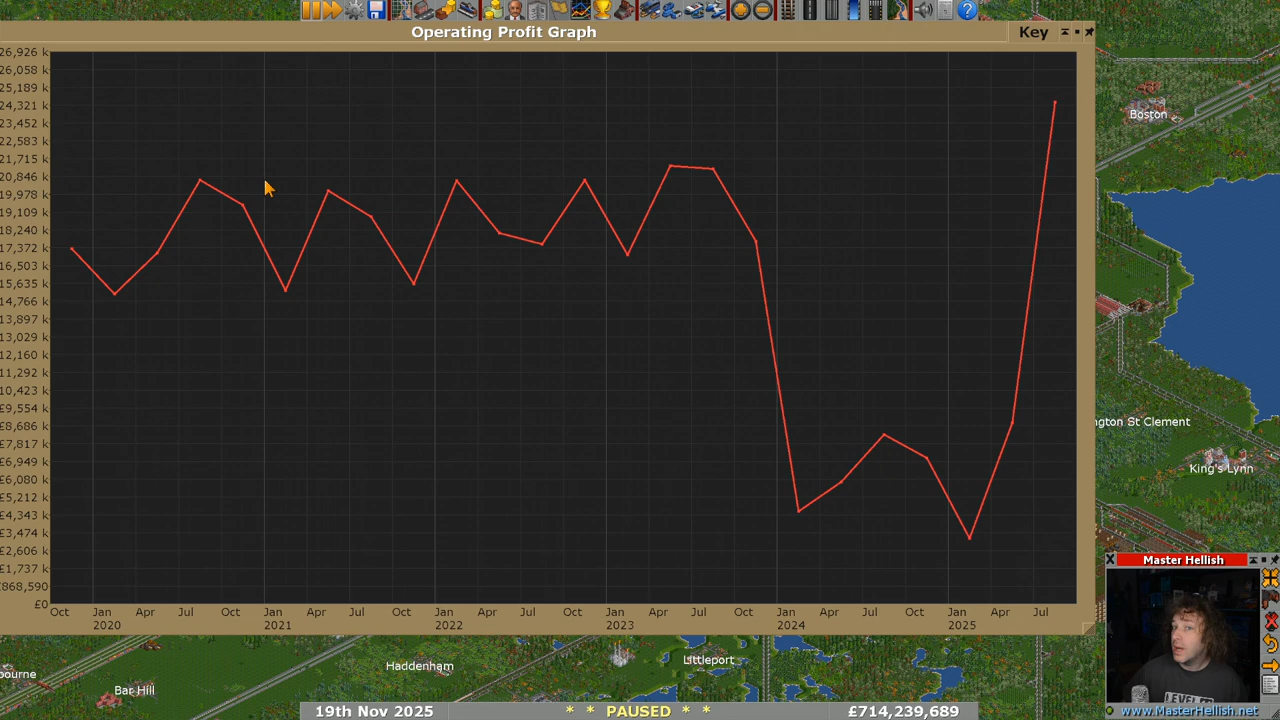 Operating Profit Graph
Key
26,926 k
26,058 k
25,189 k
24,321 k
23,452 k
22,583 k
21,715 k
20,846 k
19,978 k
19,109 k
18,240 k
17,372 k
16,503 k
15,635 k
14,766 k
13,897 k
13,029 k
12,160 k
11,292 k
10,423 k
£9,554 k
£8,686 k
£7,817 k
£6,949 k
£6,080 k
£5,212 k
£4,343 k
£3,474 k
£2,606 k
£1,737 k
£868,590
£0
Oct Jan Apr Jul Oct Jan Apr Jul Oct Jan Apr Jul Oct Jan Apr Jul Oct Jan Apr Jul Oct Jan Apr Jul
2020 2021 2022 2023 2024 2025
Boston
ngton St Clement
King's Lynn
Master Hellish
LEVEL
www.MasterHellish.net
bourne
Bar Hill
Haddenham
Littleport
19th Nov 2025
* * PAUSED * *
£714,239,689